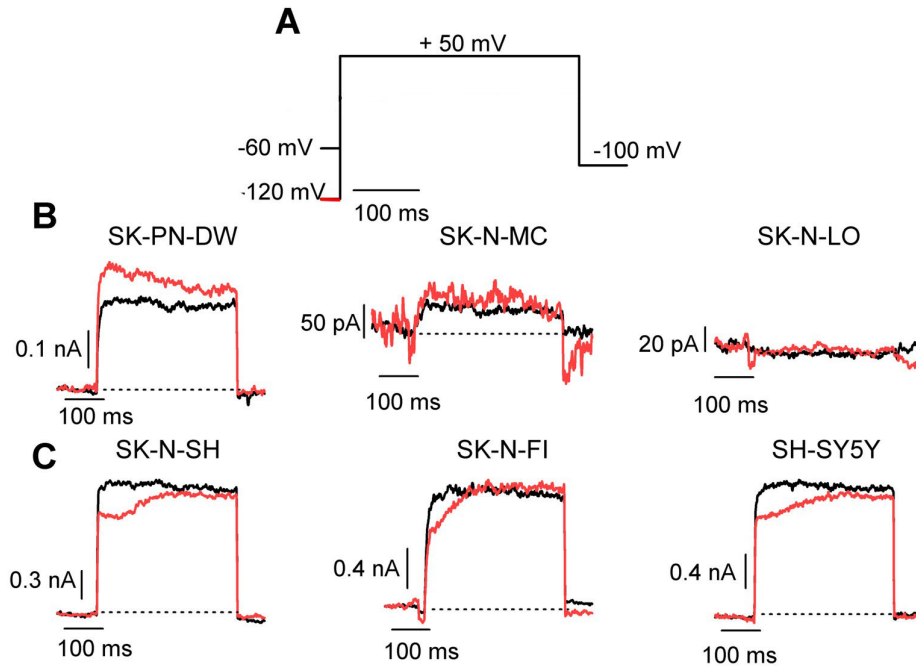 A
+ 50 mV
-60 mV
-100 mV
-120 mV
100 ms
B
SK-PN-DW
SK-N-MC
SK-N-LO
0.1 nA
50 pA
20 pA
100 ms
100 ms
100 ms
C
SK-N-SH
SK-N-FI
SH-SY5Y
0.3 nA
0.4 nA
0.4 nA
100 ms
100 ms
100 ms